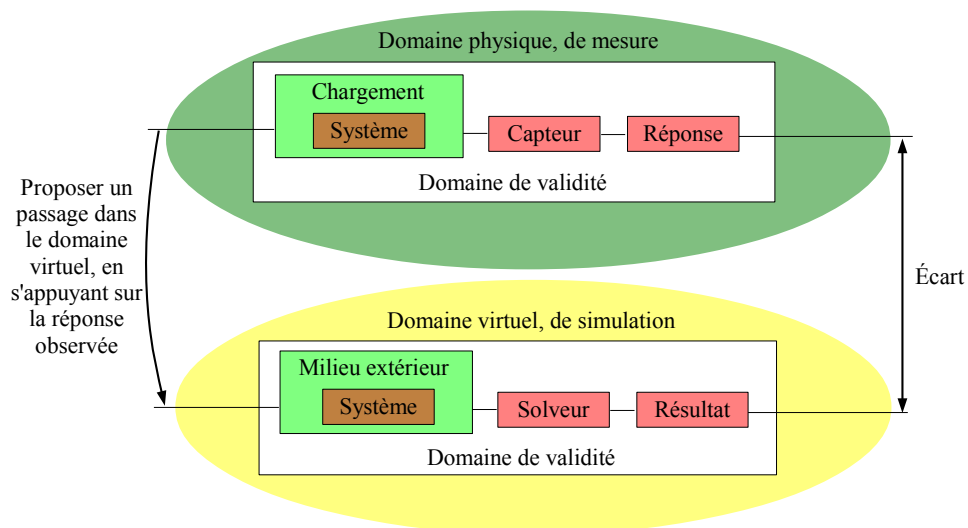 Domaine physique, de mesure
Chargement
Système
Capteur
Réponse
Domaine de validité
Proposer un
passage dans
le domaine
virtuel, en
s'appuyant sur
la réponse
observée
Écart
Domaine virtuel, de simulation
Milieu extérieur
Système
Solveur
Résultat
Domaine de validité